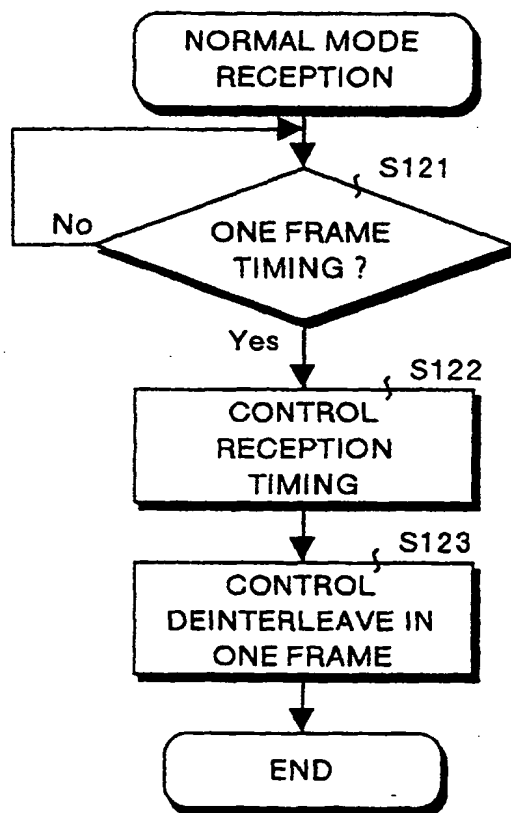 NORMAL MODE
RECEPTION
S121
No
ONE FRAME
TIMING ?
Yes
S122
CONTROL
RECEPTION
TIMING
S123
CONTROL
DEINTERLEAVE IN
ONE FRAME
END